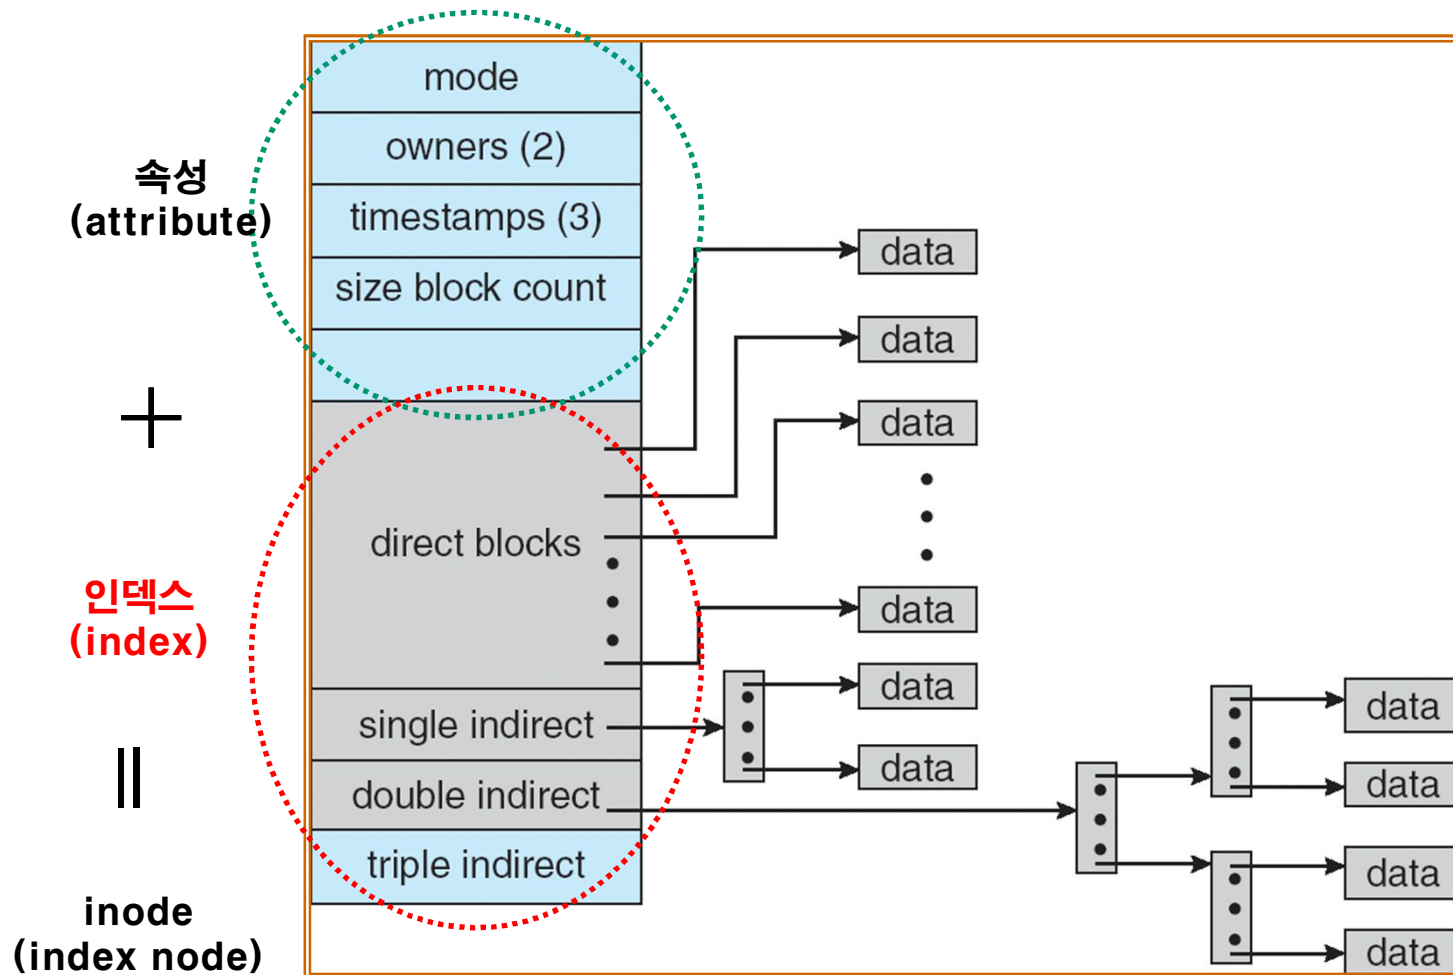 속성
(attribute)
+
인덱스
(index)
=
inode
(index node)
mode
owners (2)
timestamps (3)
size block count
direct blocks
single indirect
double indirect
triple indirect
data
data
data
data
data
data
data
data
data
data